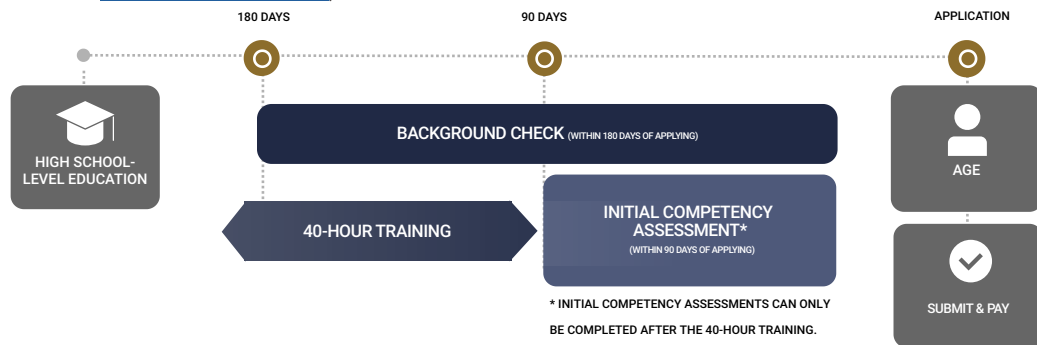 180 DAYS
90 DAYS
APPLICATION
HIGH SCHOOL-
LEVEL EDUCATION
BACKGROUND CHECK (WITHIN 180 DAYS OF APPLYING)
40-HOUR TRAINING
INITIAL COMPETENCY
ASSESSMENT*
(WITHIN 90 DAYS OF APPLYING)
* INITIAL COMPETENCY ASSESSMENTS CAN ONLY
BE COMPLETED AFTER THE 40-HOUR TRAINING.
AGE
SUBMIT & PAY